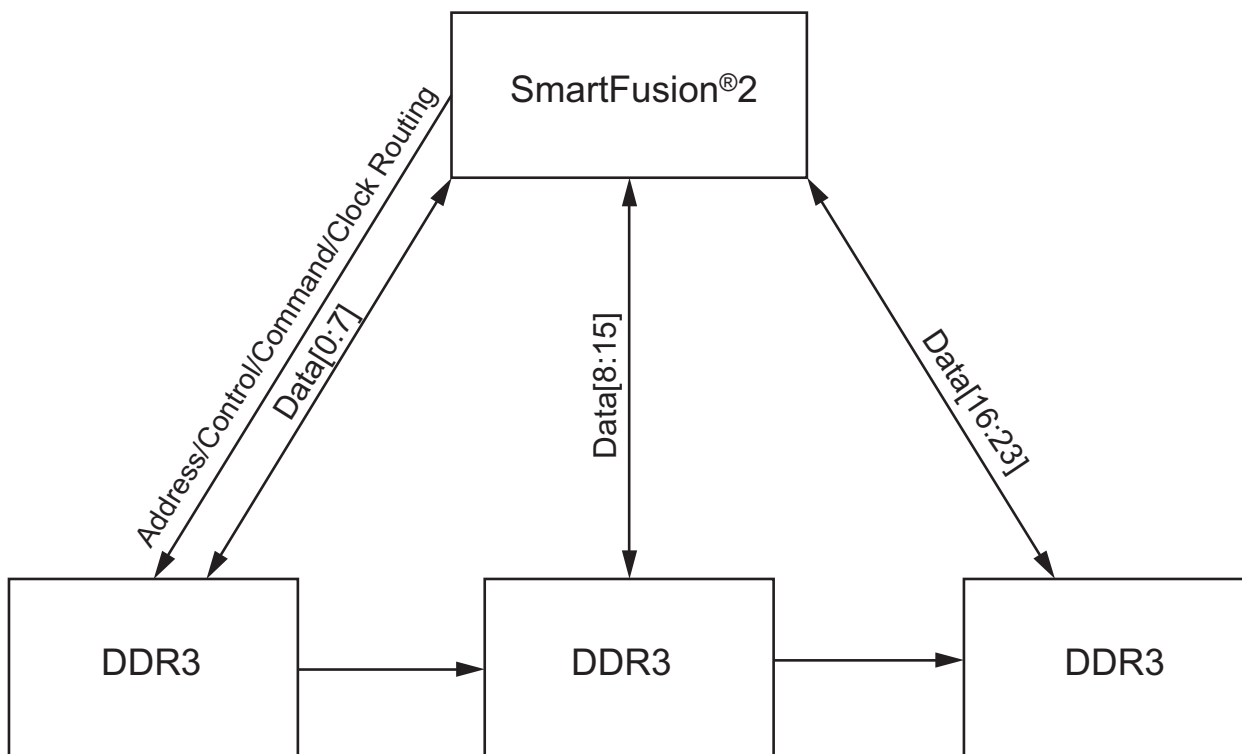 SmartFusion®2
Address/Control/Command/Clock Routing
Data[0:7]
Data[8:15]
Data[16:23]
DDR3
DDR3
DDR3